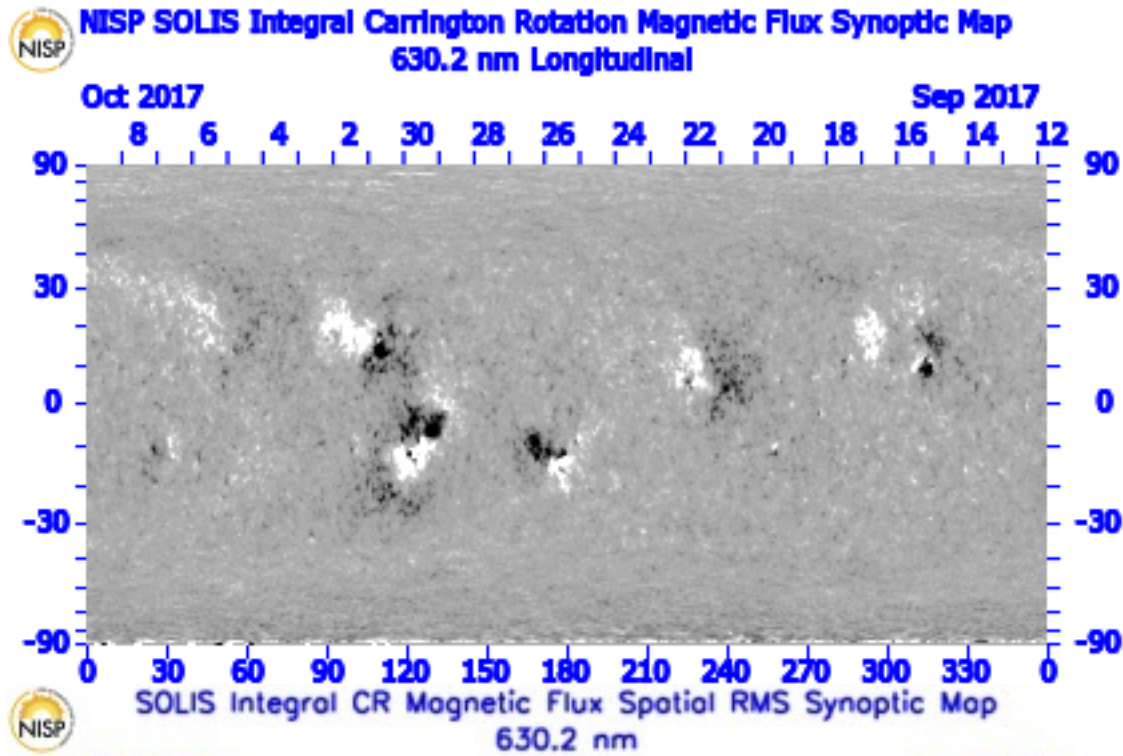 NISP
NISP SOLIS Integral Carrington Rotation Magnetic Flux Synoptic Map
630.2 nm Longitudinal
Oct 2017 Sep 2017
8 6 4 2 30 28 26 24 22 20 18 16 14 12
90 90
30 30
0 0
-30 -30
-90 -90
0 30 60 90 120 150 180 210 240 270 300 330 0
NISP
SOLIS Integral CR Magnetic Flux Spatial RMS Synoptic Map
630.2 nm